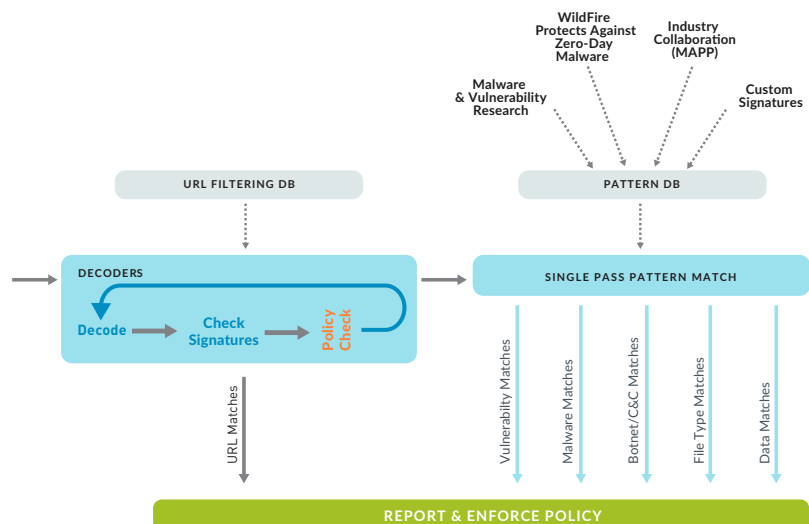 WildFire
Protects Against
Zero-Day
Malware
Industry
Collaboration
(MAPP)
Malware
& Vulnerability
Research
Custom
Signatures
URL FILTERING DB
PATTERN DB
DECODERS
SINGLE PASS PATTERN MATCH
Decode
Check
Signatures
Policy
Check
URL Matches
Vulnerabilty Matches
Malware Matches
Botnet/C&C Matches
File Type Matches
Data Matches
REPORT & ENFORCE POLICY